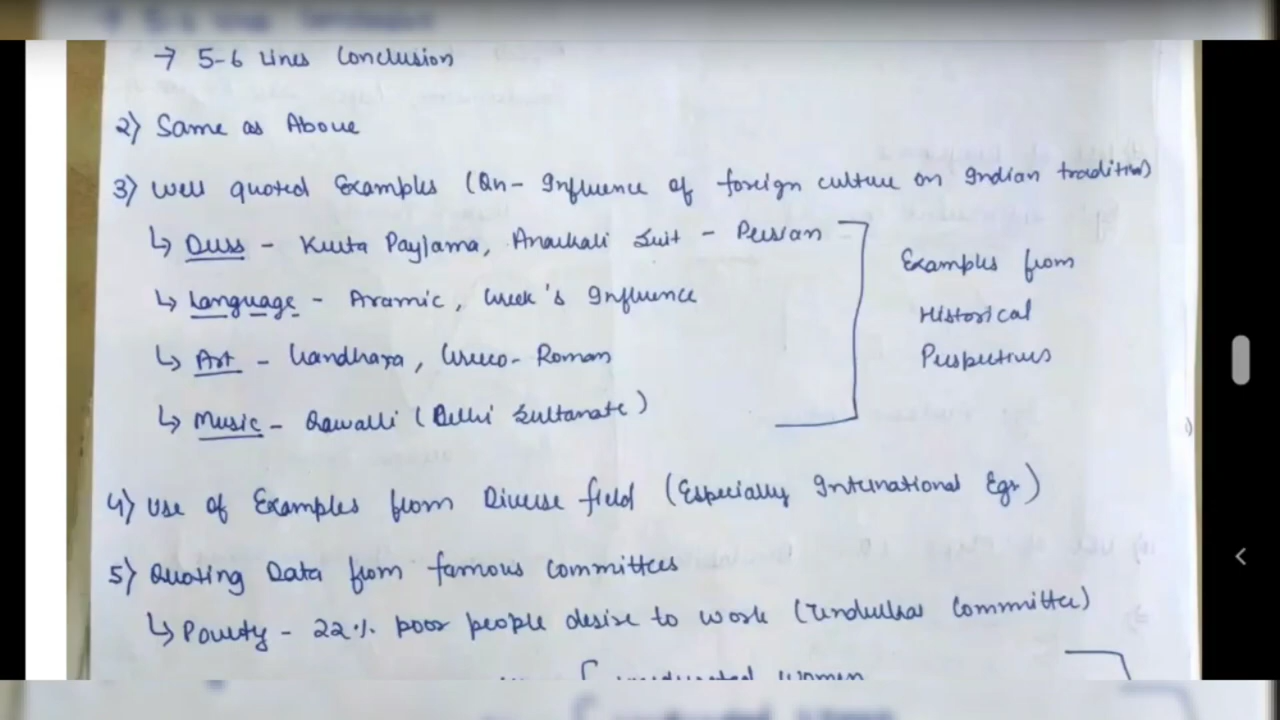 → 5-6 Lines Conclusion
2) Same as Above
3) Well quoted Examples (Qn- Influence of foreign culture on Indian tradition)
↳ Dress - Kurta Payjama, Anarkali Suit - Persian
↳ Language - Aramic, Greek's Influence
↳ Art - Gandhara, Greeco-Roman
↳ Music - Qawalli (Delhi Sultanate)
Examples from
Historical
Perspectives
4) Use of Examples from Diverse field (Especially International Egs)
5) Quoting Data from famous committees
↳ Poverty - 22% poor people desire to work (Tendulkar Committee)
women